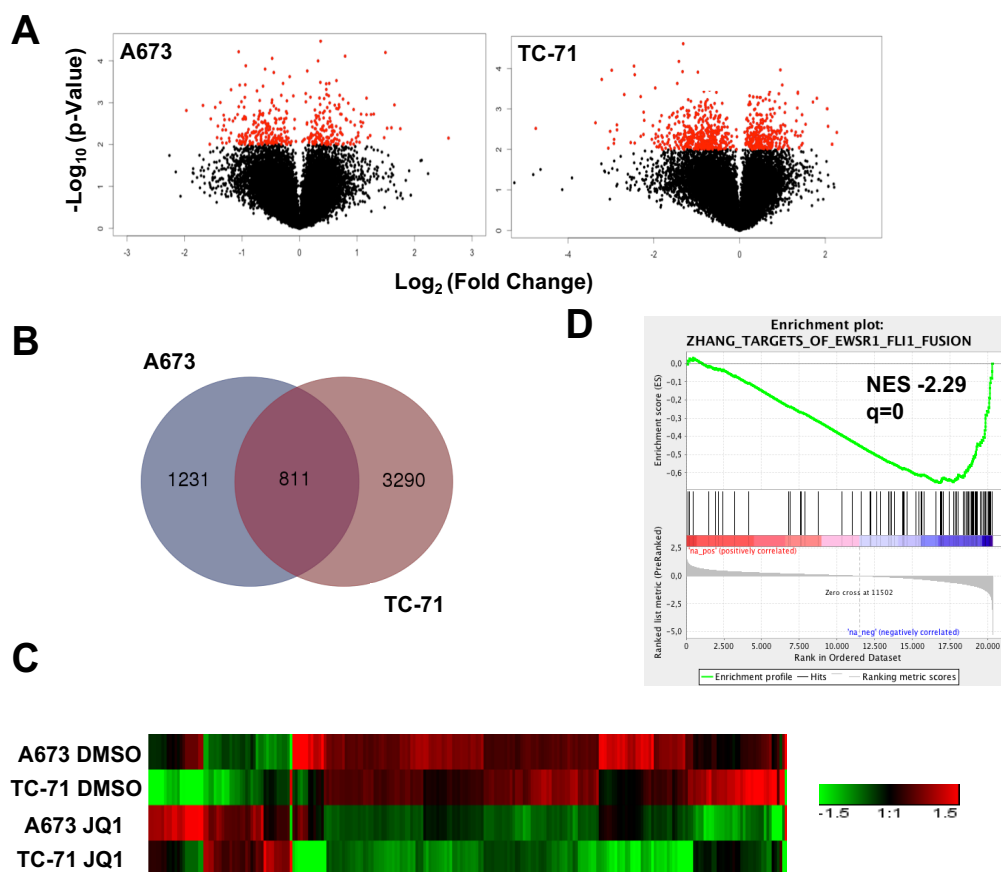 A
A673
TC-71
-Log10 (p-Value)
0
1
2
3
4
-3
-2
-1
0
1
2
3
0
1
2
3
4
-4
-2
0
2
Log2 (Fold Change)
B
A673
1231
811
3290
TC-71
D
Enrichment plot:
ZHANG_TARGETS_OF_EWSR1_FLI1_FUSION
NES -2.29
q=0
Enrichment score (ES)
0,0
-0,1
-0,2
-0,3
-0,4
-0,5
-0,6
'na_pos' (positively correlated)
Ranked list metric (PreRanked)
2,5
0,0
-2,5
-5,0
Zero cross at 11502
'na_neg' (negatively correlated)
0
2.500
5.000
7.500
10.000
12.500
15.000
17.500
20.000
Rank in Ordered Dataset
Enrichment profile
Hits
Ranking metric scores
C
A673 DMSO
TC-71 DMSO
A673 JQ1
TC-71 JQ1
-1.5
1:1
1.5